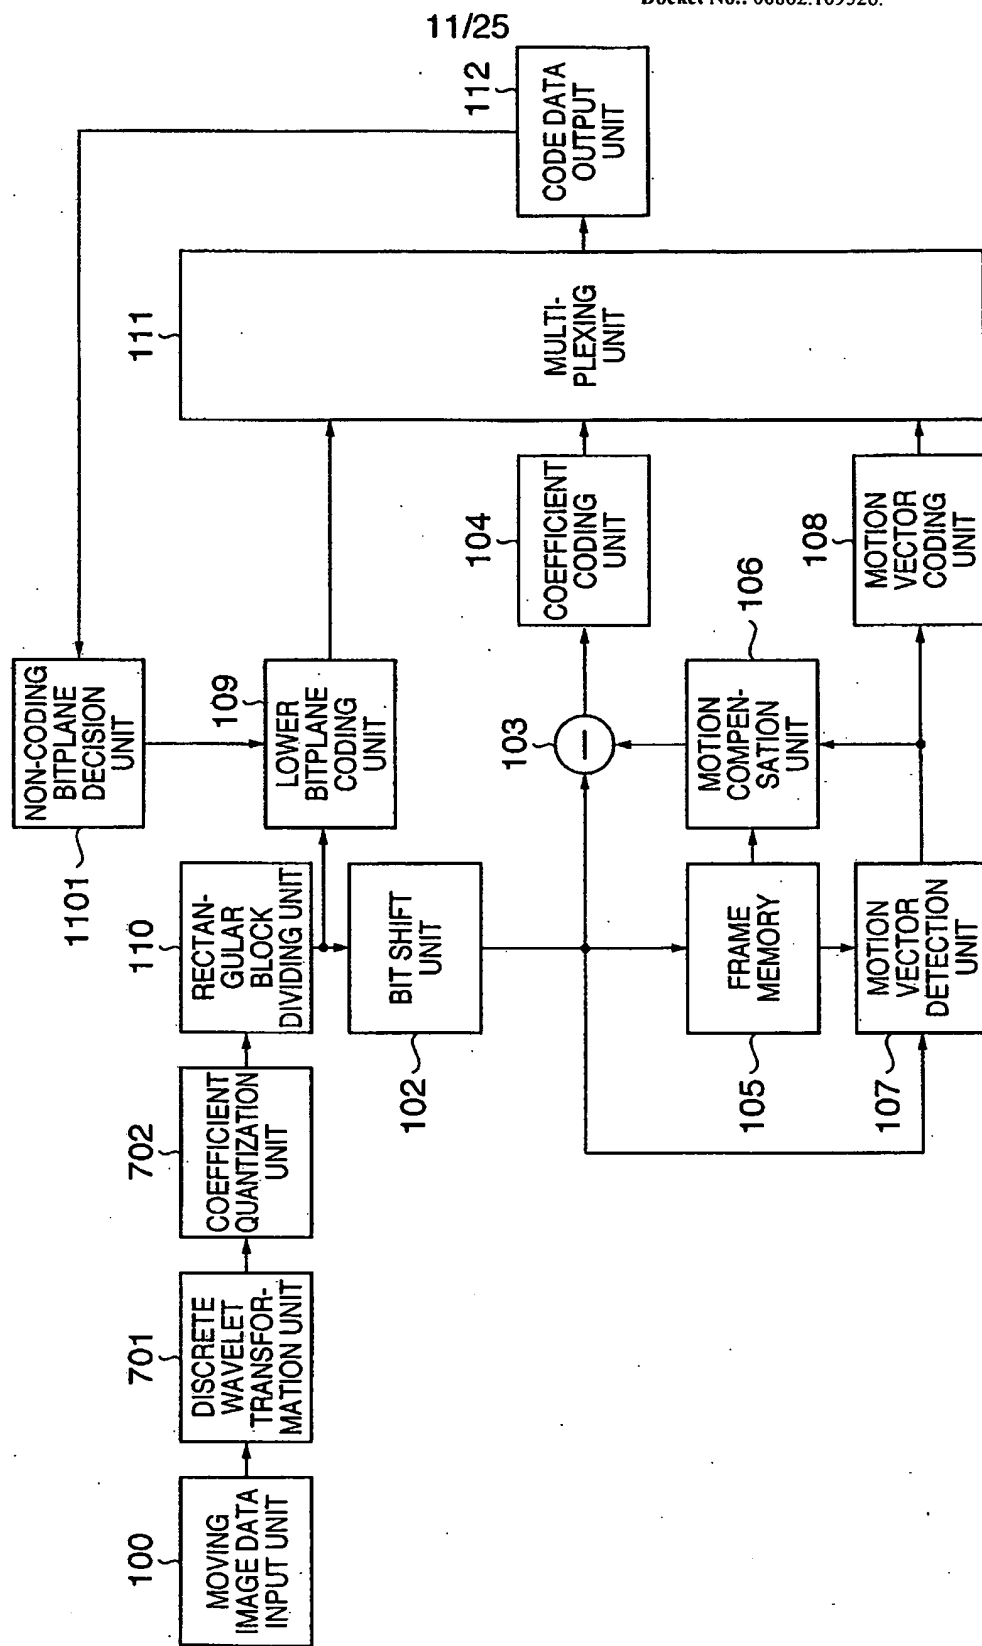 Docket No.:
11/25
100
MOVING
IMAGE DATA
INPUT UNIT
701
DISCRETE
WAVELET
TRANSFOR-
MATION UNIT
702
COEFFICIENT
QUANTIZATION
UNIT
110
RECTAN-
GULAR
BLOCK
DIVIDING UNIT
1101
NON-CODING
BITPLANE
DECISION
UNIT
109
LOWER
BITPLANE
CODING
UNIT
102
BIT SHIFT
UNIT
103
−
104
COEFFICIENT
CODING
UNIT
105
FRAME
MEMORY
106
MOTION
COMPEN-
SATION
UNIT
107
MOTION
VECTOR
DETECTION
UNIT
108
MOTION
VECTOR
CODING
UNIT
111
MULTI-
PLEXING
UNIT
112
CODE DATA
OUTPUT
UNIT